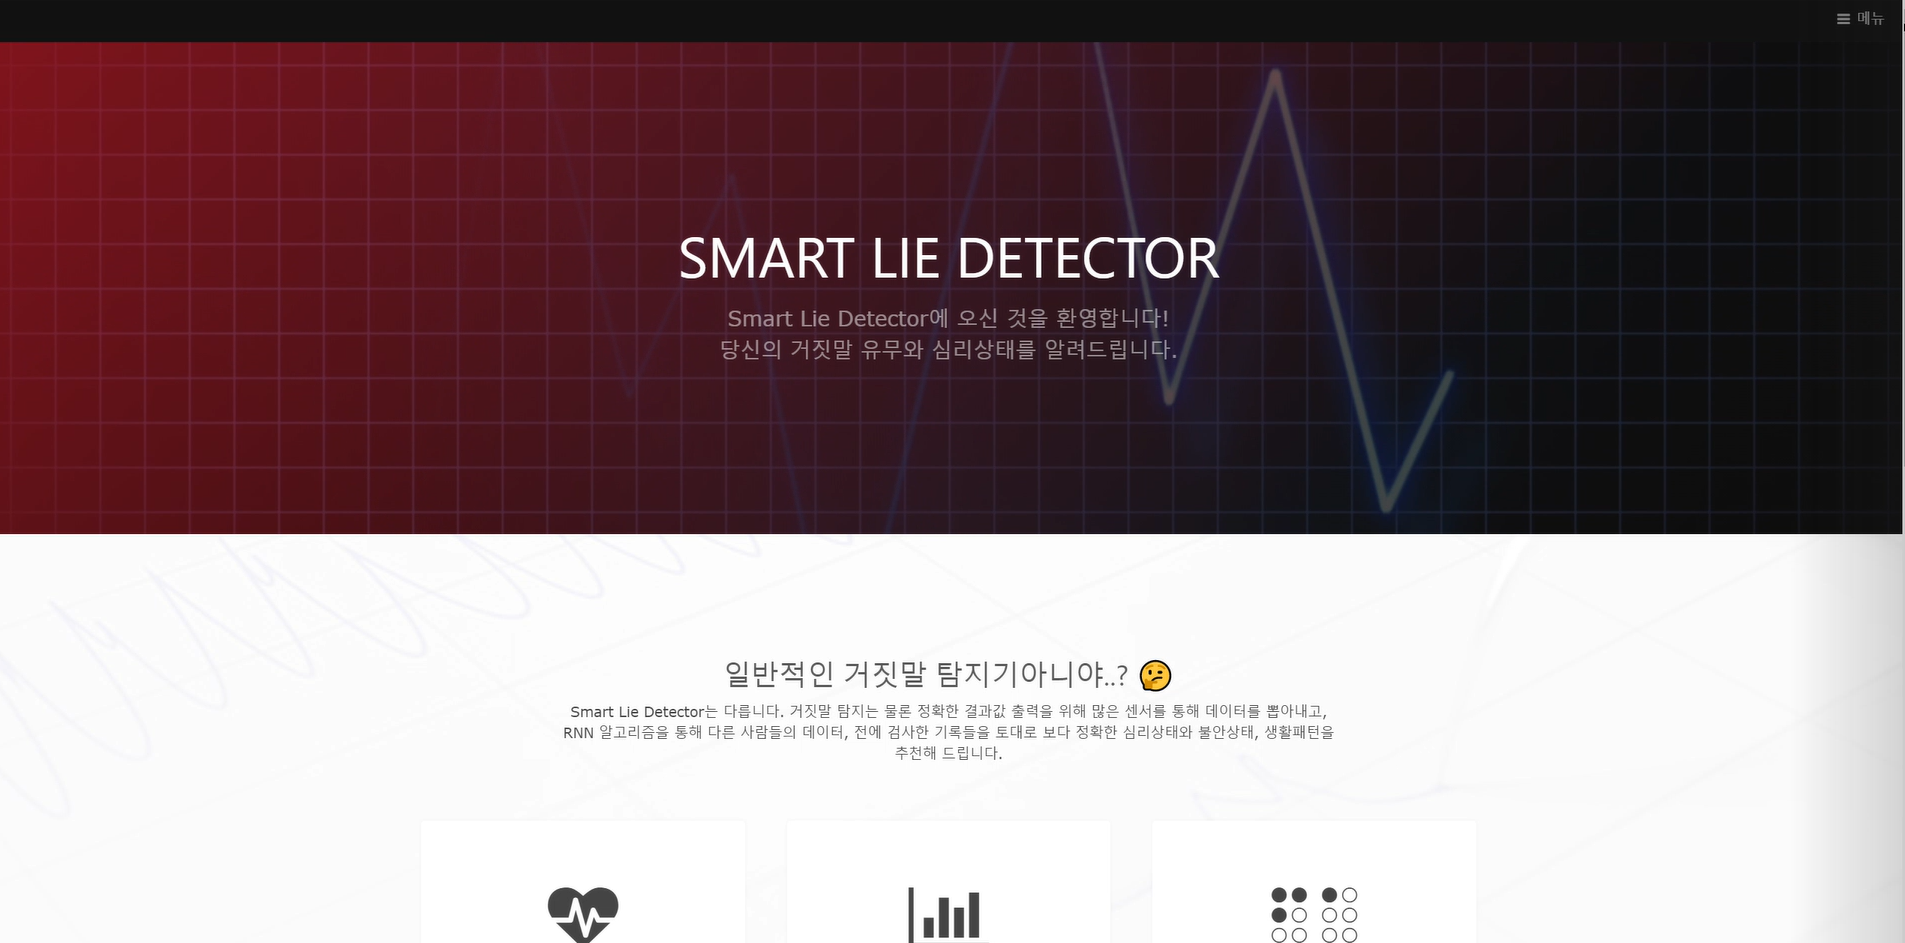 메뉴
SMART LIE DETECTOR
Smart Lie Detector에 오신 것을 환영합니다!
당신의 거짓말 유무와 심리상태를 알려드립니다.
일반적인 거짓말 탐지기아니야..? 🤔
Smart Lie Detector는 다릅니다. 거짓말 탐지는 물론 정확한 결과값 출력을 위해 많은 센서를 통해 데이터를 뽑아내고,
RNN 알고리즘을 통해 다른 사람들의 데이터, 전에 검사한 기록들을 토대로 보다 정확한 심리상태와 불안상태, 생활패턴을
추천해 드립니다.